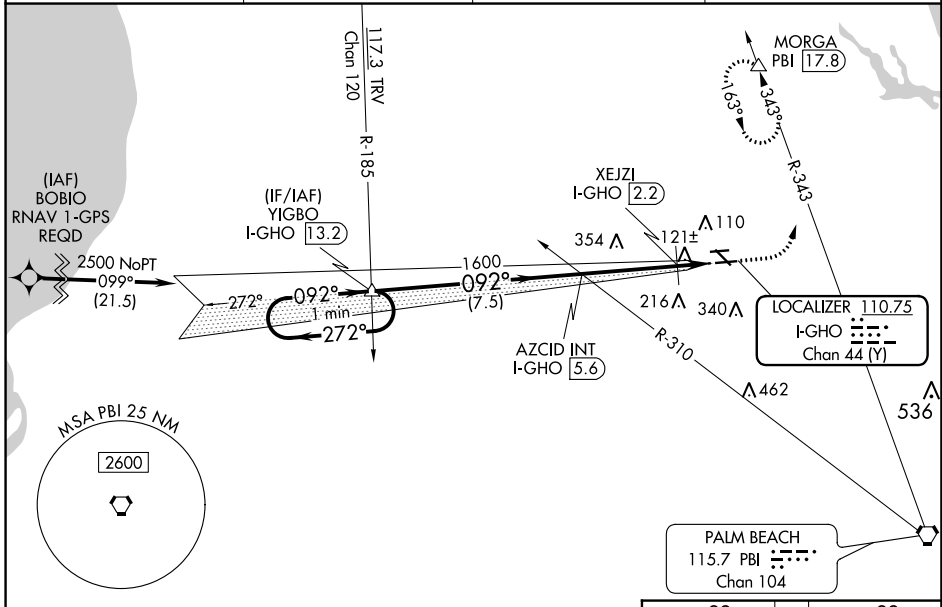 117.3 TRV
Chan 120
R-185
MORGA
PBI 17.8
163°
343°
R-343
(IAF)
BOBIO
RNAV 1-GPS
REQD
2500 NoPT
099°
(21.5)
(IF/IAF)
YIGBO
I-GHO 13.2
XEJZI
I-GHO 2.2
354
121±
110
1600
272°
092°
092°
(7.5)
1 min
272°
216
340
AZCID INT
I-GHO 5.6
R-310
LOCALIZER 110.75
I-GHO
Chan 44 (Y)
462
536
MSA PBI 25 NM
2600
PALM BEACH
115.7 PBI
Chan 104